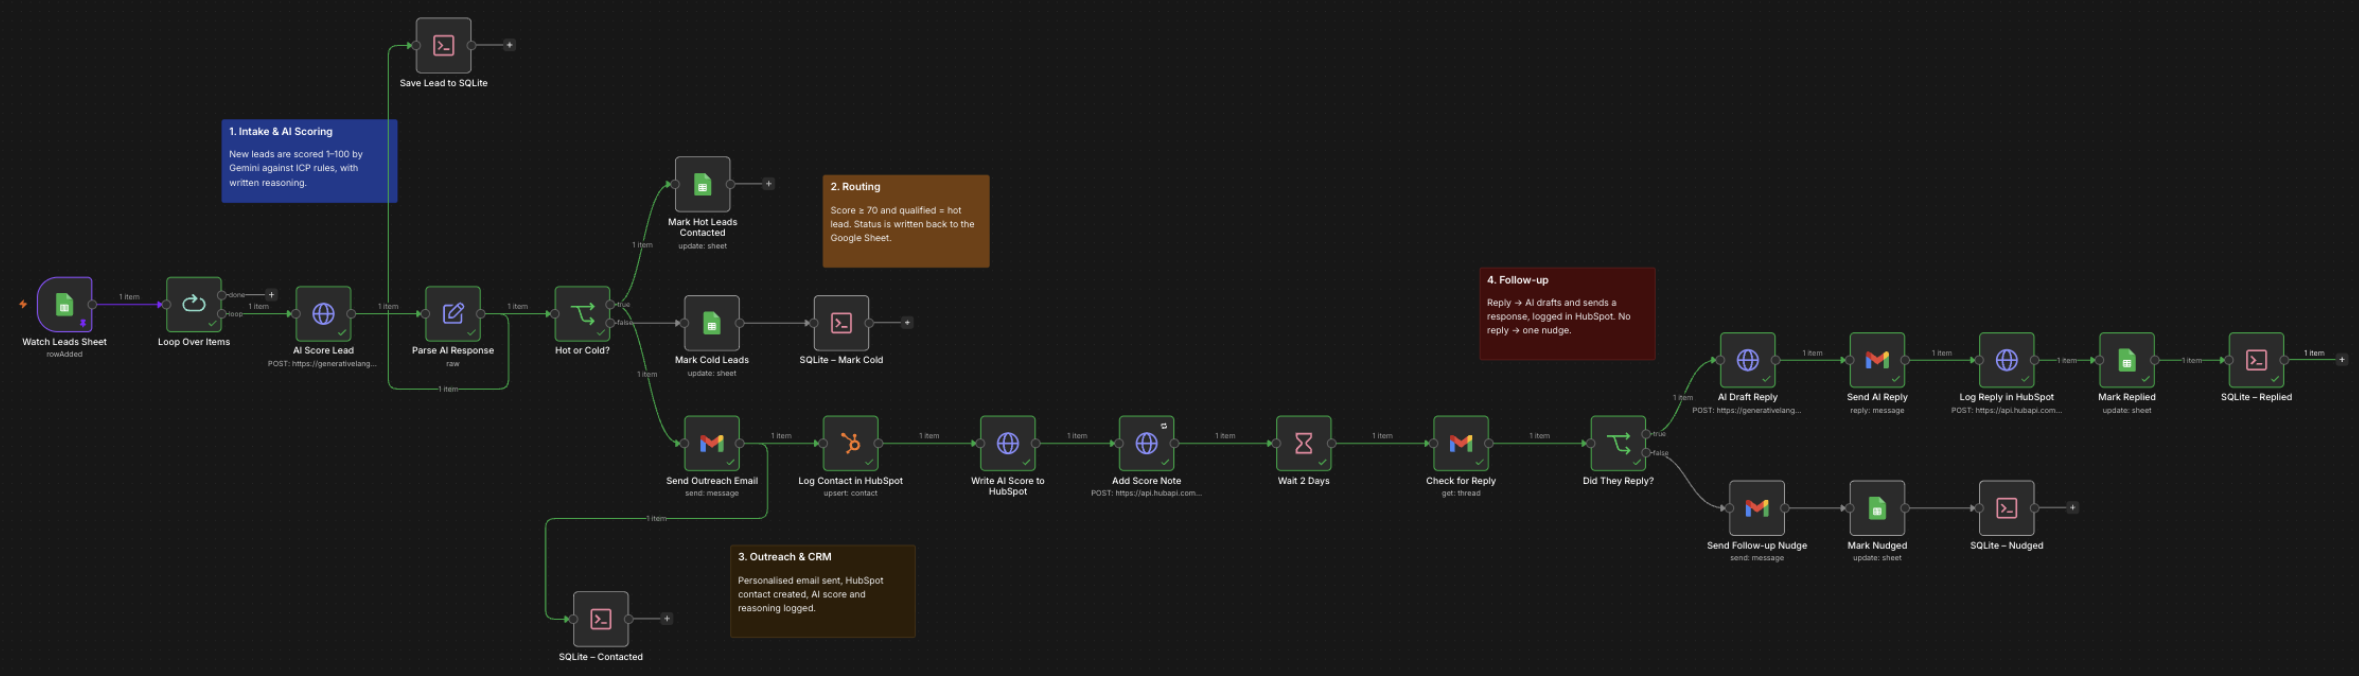 Save Lead to SQLite
1. Intake & AI Scoring
New leads are scored 1–100 by
Gemini against ICP rules, with
written reasoning.
Watch Leads Sheet
rowAdded
1 item
Loop Over Items
done
loop
1 item
AI Score Lead
POST: https://generativelang...
1 item
Parse AI Response
raw
1 item
1 item
Hot or Cold?
true
false
1 item
1 item
Mark Hot Leads
Contacted
update: sheet
2. Routing
Score ≥ 70 and qualified = hot
lead. Status is written back to the
Google Sheet.
Mark Cold Leads
update: sheet
SQLite – Mark Cold
Send Outreach Email
send: message
1 item
1 item
Log Contact in HubSpot
upsert: contact
1 item
Write AI Score to
HubSpot
1 item
Add Score Note
POST: https://api.hubapi.com...
1 item
Wait 2 Days
1 item
Check for Reply
get: thread
1 item
Did They Reply?
true
false
SQLite – Contacted
3. Outreach & CRM
Personalised email sent, HubSpot
contact created, AI score and
reasoning logged.
4. Follow-up
Reply → AI drafts and sends a
response, logged in HubSpot. No
reply → one nudge.
1 item
AI Draft Reply
POST: https://generativelang...
1 item
Send AI Reply
reply: message
1 item
Log Reply in HubSpot
POST: https://api.hubapi.com...
1 item
Mark Replied
update: sheet
1 item
SQLite – Replied
1 item
Send Follow-up Nudge
send: message
Mark Nudged
update: sheet
SQLite – Nudged